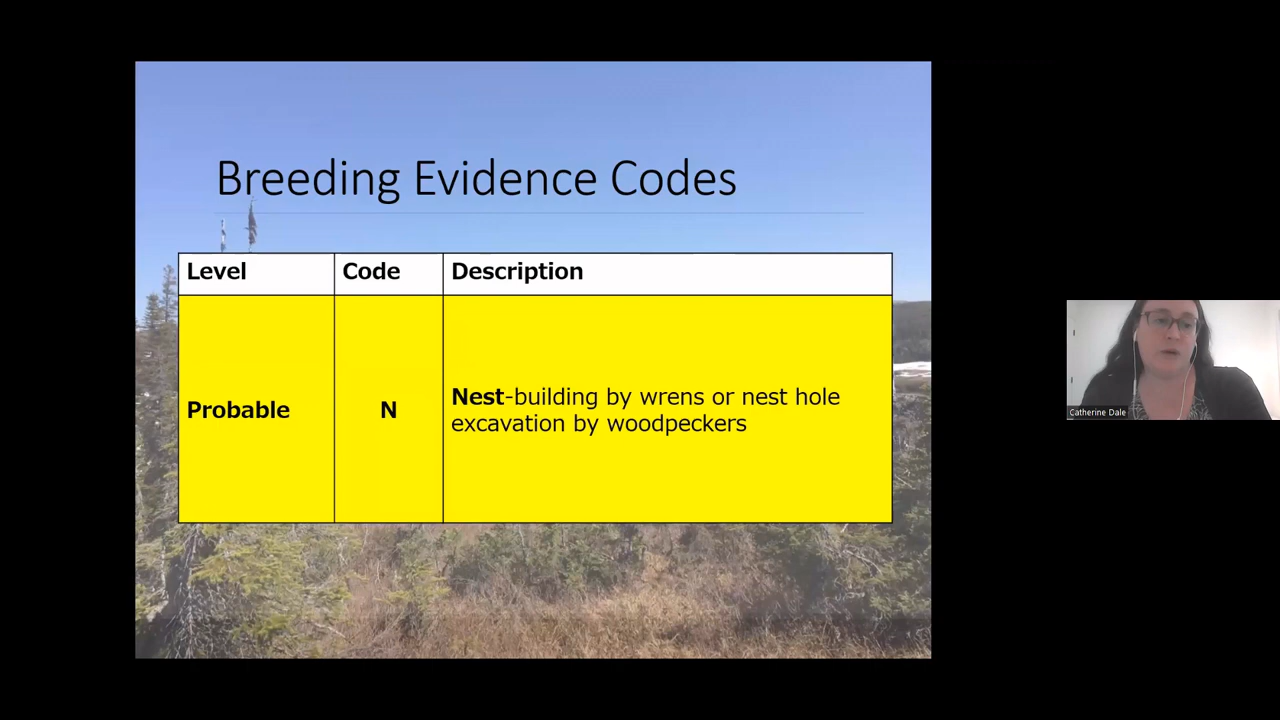 Breeding Evidence Codes
Level Code Description
Probable N Nest-building by wrens or nest hole
excavation by woodpeckers
Catherine Dale